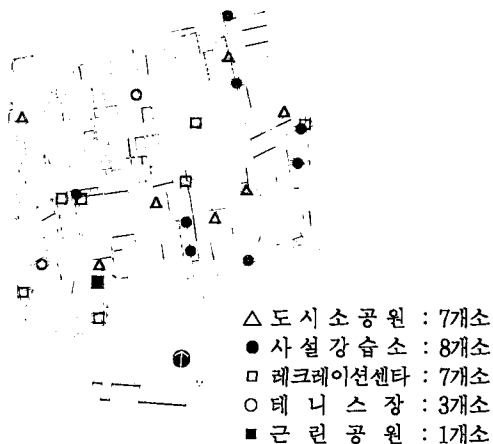 △ 도 시 소 공 원 : 7개소
● 사 설 강 습 소 : 8개소
□ 레크레이션센타 : 7개소
○ 테 니 스 장 : 3개소
■ 근 린 공 원 : 1개소